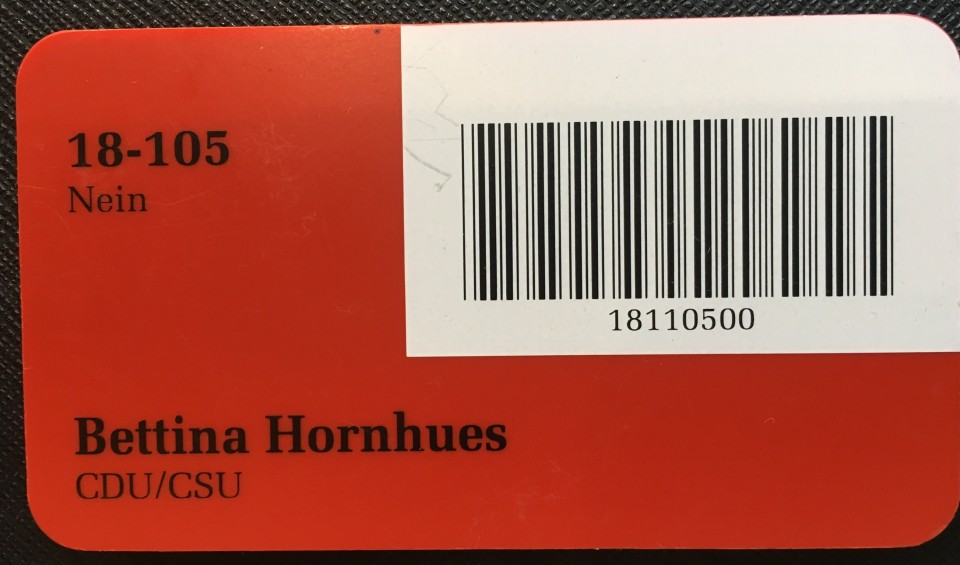 18-105
Nein
18110500
Bettina Hornhues
CDU/CSU